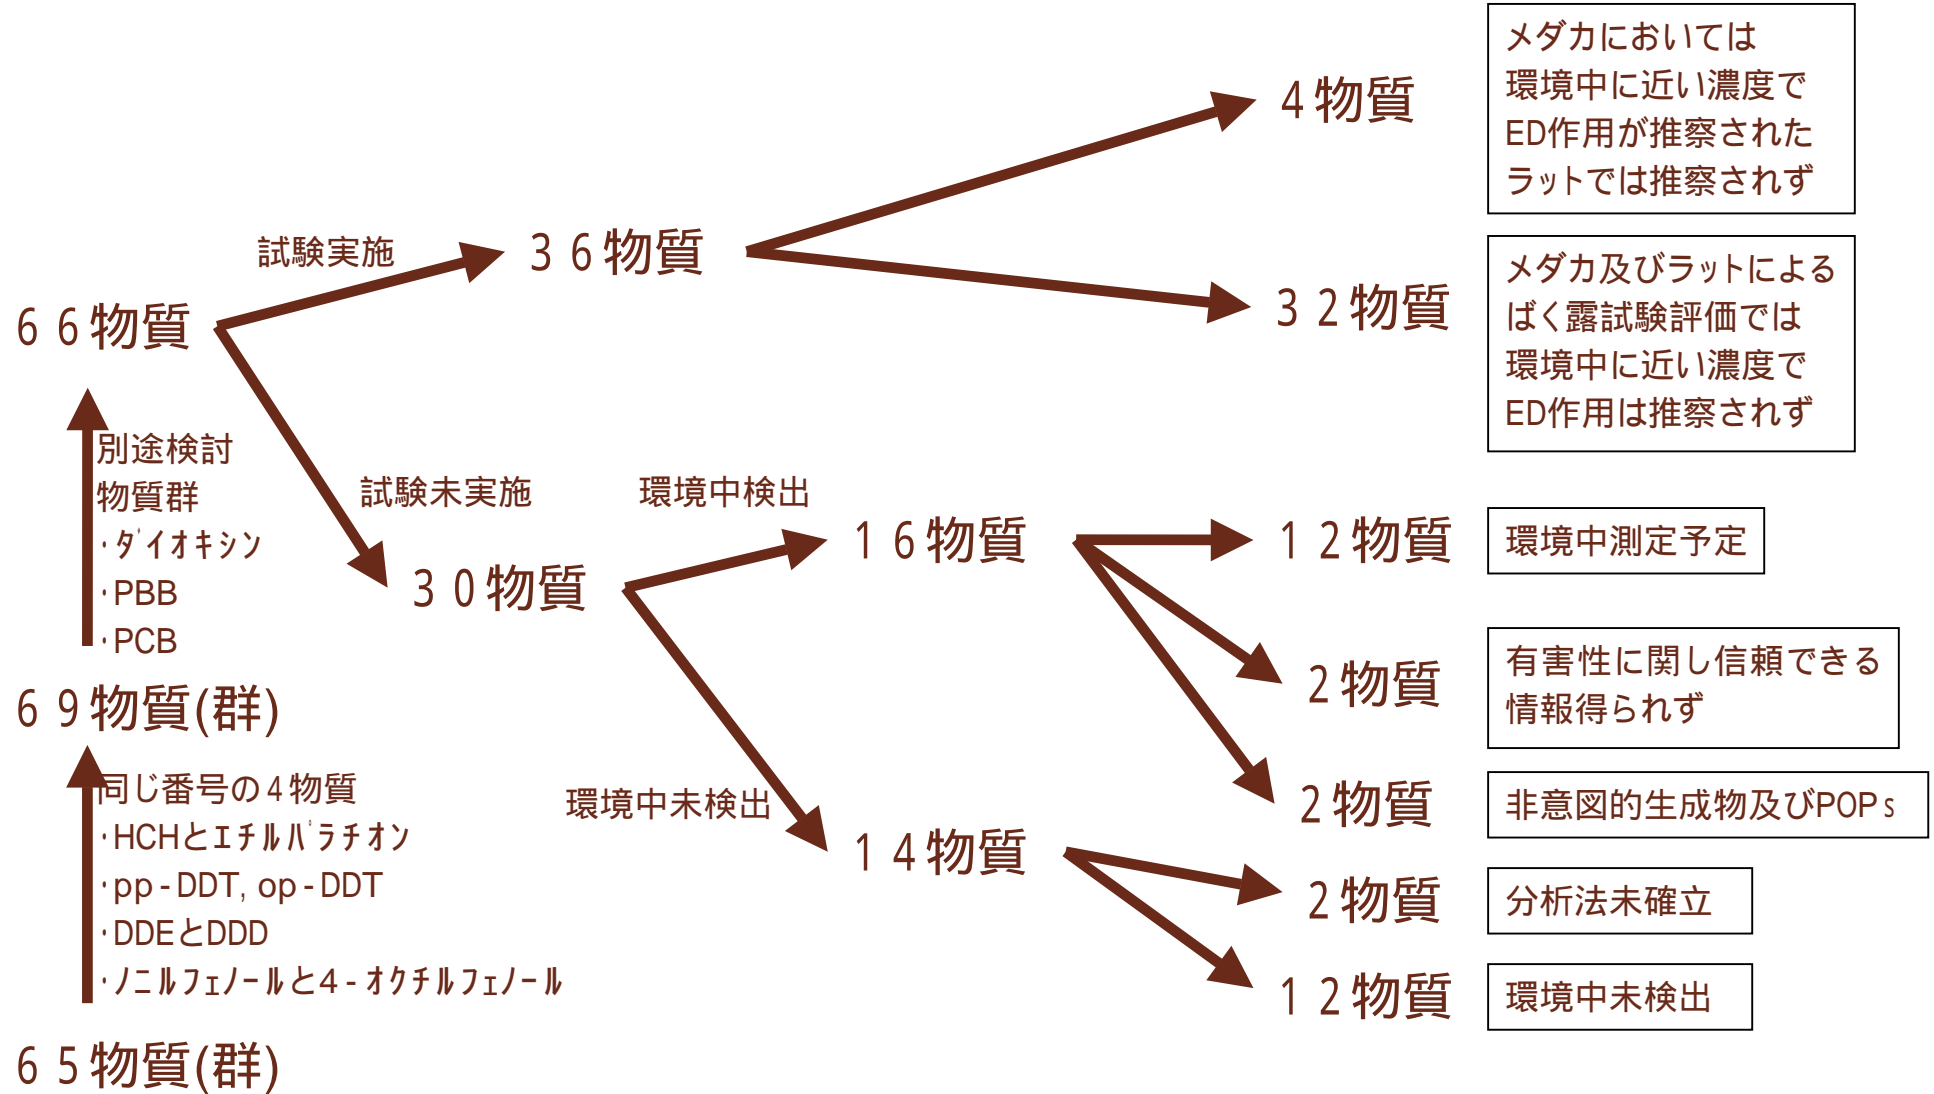 メダカにおいては
環境中に近い濃度で
ED作用が推察された
ラットでは推察されず
4物質
試験実施
36物質
メダカ及びラットによる
ばく露試験評価では
環境中に近い濃度で
ED作用は推察されず
32物質
66物質
別途検討
物質群
・ダイオキシン
・PBB
・PCB
試験未実施
環境中検出
16物質
12物質
環境中測定予定
30物質
2物質
有害性に関し信頼できる
情報得られず
69物質(群)
同じ番号の4物質
・HCHとエチルパラチオン
・pp-DDT, op-DDT
・DDEとDDD
・ノニルフェノールと4-オクチルフェノール
環境中未検出
2物質
非意図的生成物及びPOPs
14物質
2物質
分析法未確立
12物質
環境中未検出
65物質(群)